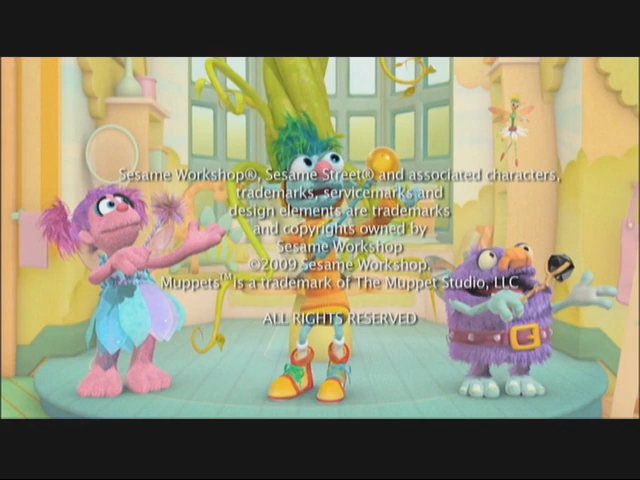 Sesame Workshop®, Sesame Street® and associated characters,
trademarks, servicemarks and
design elements are trademarks
and copyrights owned by
Sesame Workshop
©2009 Sesame Workshop.
Muppets™ is a trademark of The Muppet Studio, LLC
ALL RIGHTS RESERVED